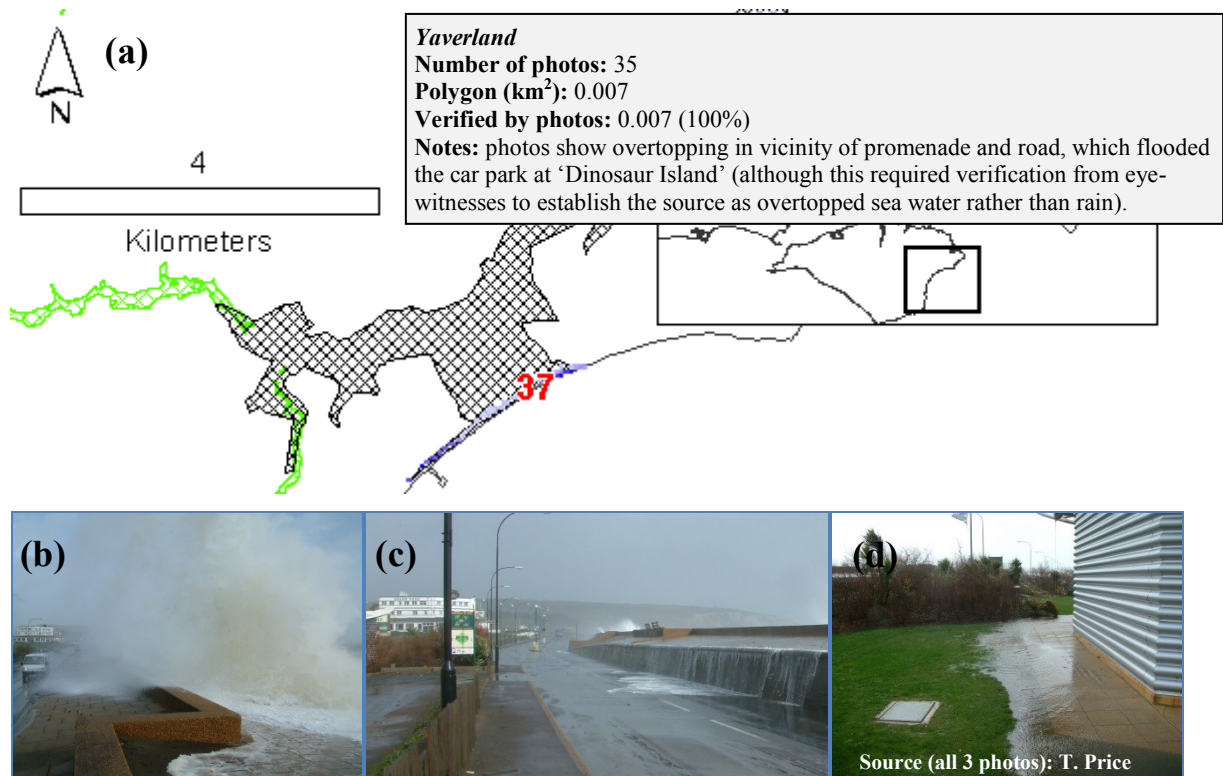 (a)
N
4
Kilometers
Yaverland
Number of photos: 35
Polygon (km²): 0.007
Verified by photos: 0.007 (100%)
Notes: photos show overtopping in vicinity of promenade and road, which flooded
the car park at ‘Dinosaur Island’ (although this required verification from eye-
witnesses to establish the source as overtopped sea water rather than rain).
37
(b)
(c)
(d)
Source (all 3 photos): T. Price